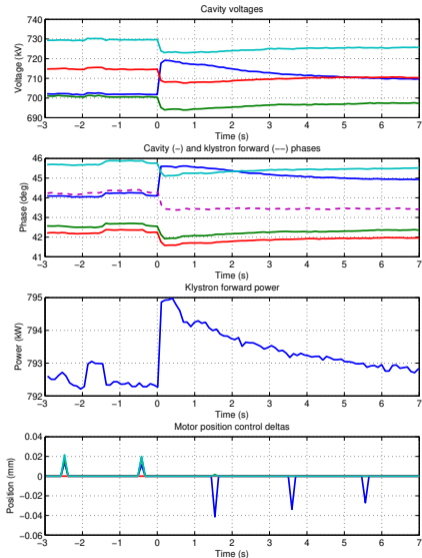 Cavity voltages
Voltage (kV)
740
730
720
710
700
690
−3 −2 −1 0 1 2 3 4 5 6 7
Time (s)
Cavity (−) and klystron forward (−−) phases
Phase (deg)
46
45
44
43
42
41
−3 −2 −1 0 1 2 3 4 5 6 7
Time (s)
Klystron forward power
Power (kW)
795
794
793
792
−3 −2 −1 0 1 2 3 4 5 6 7
Time (s)
Motor position control deltas
Position (mm)
0.04
0.02
0
−0.02
−0.04
−0.06
−3 −2 −1 0 1 2 3 4 5 6 7
Time (s)